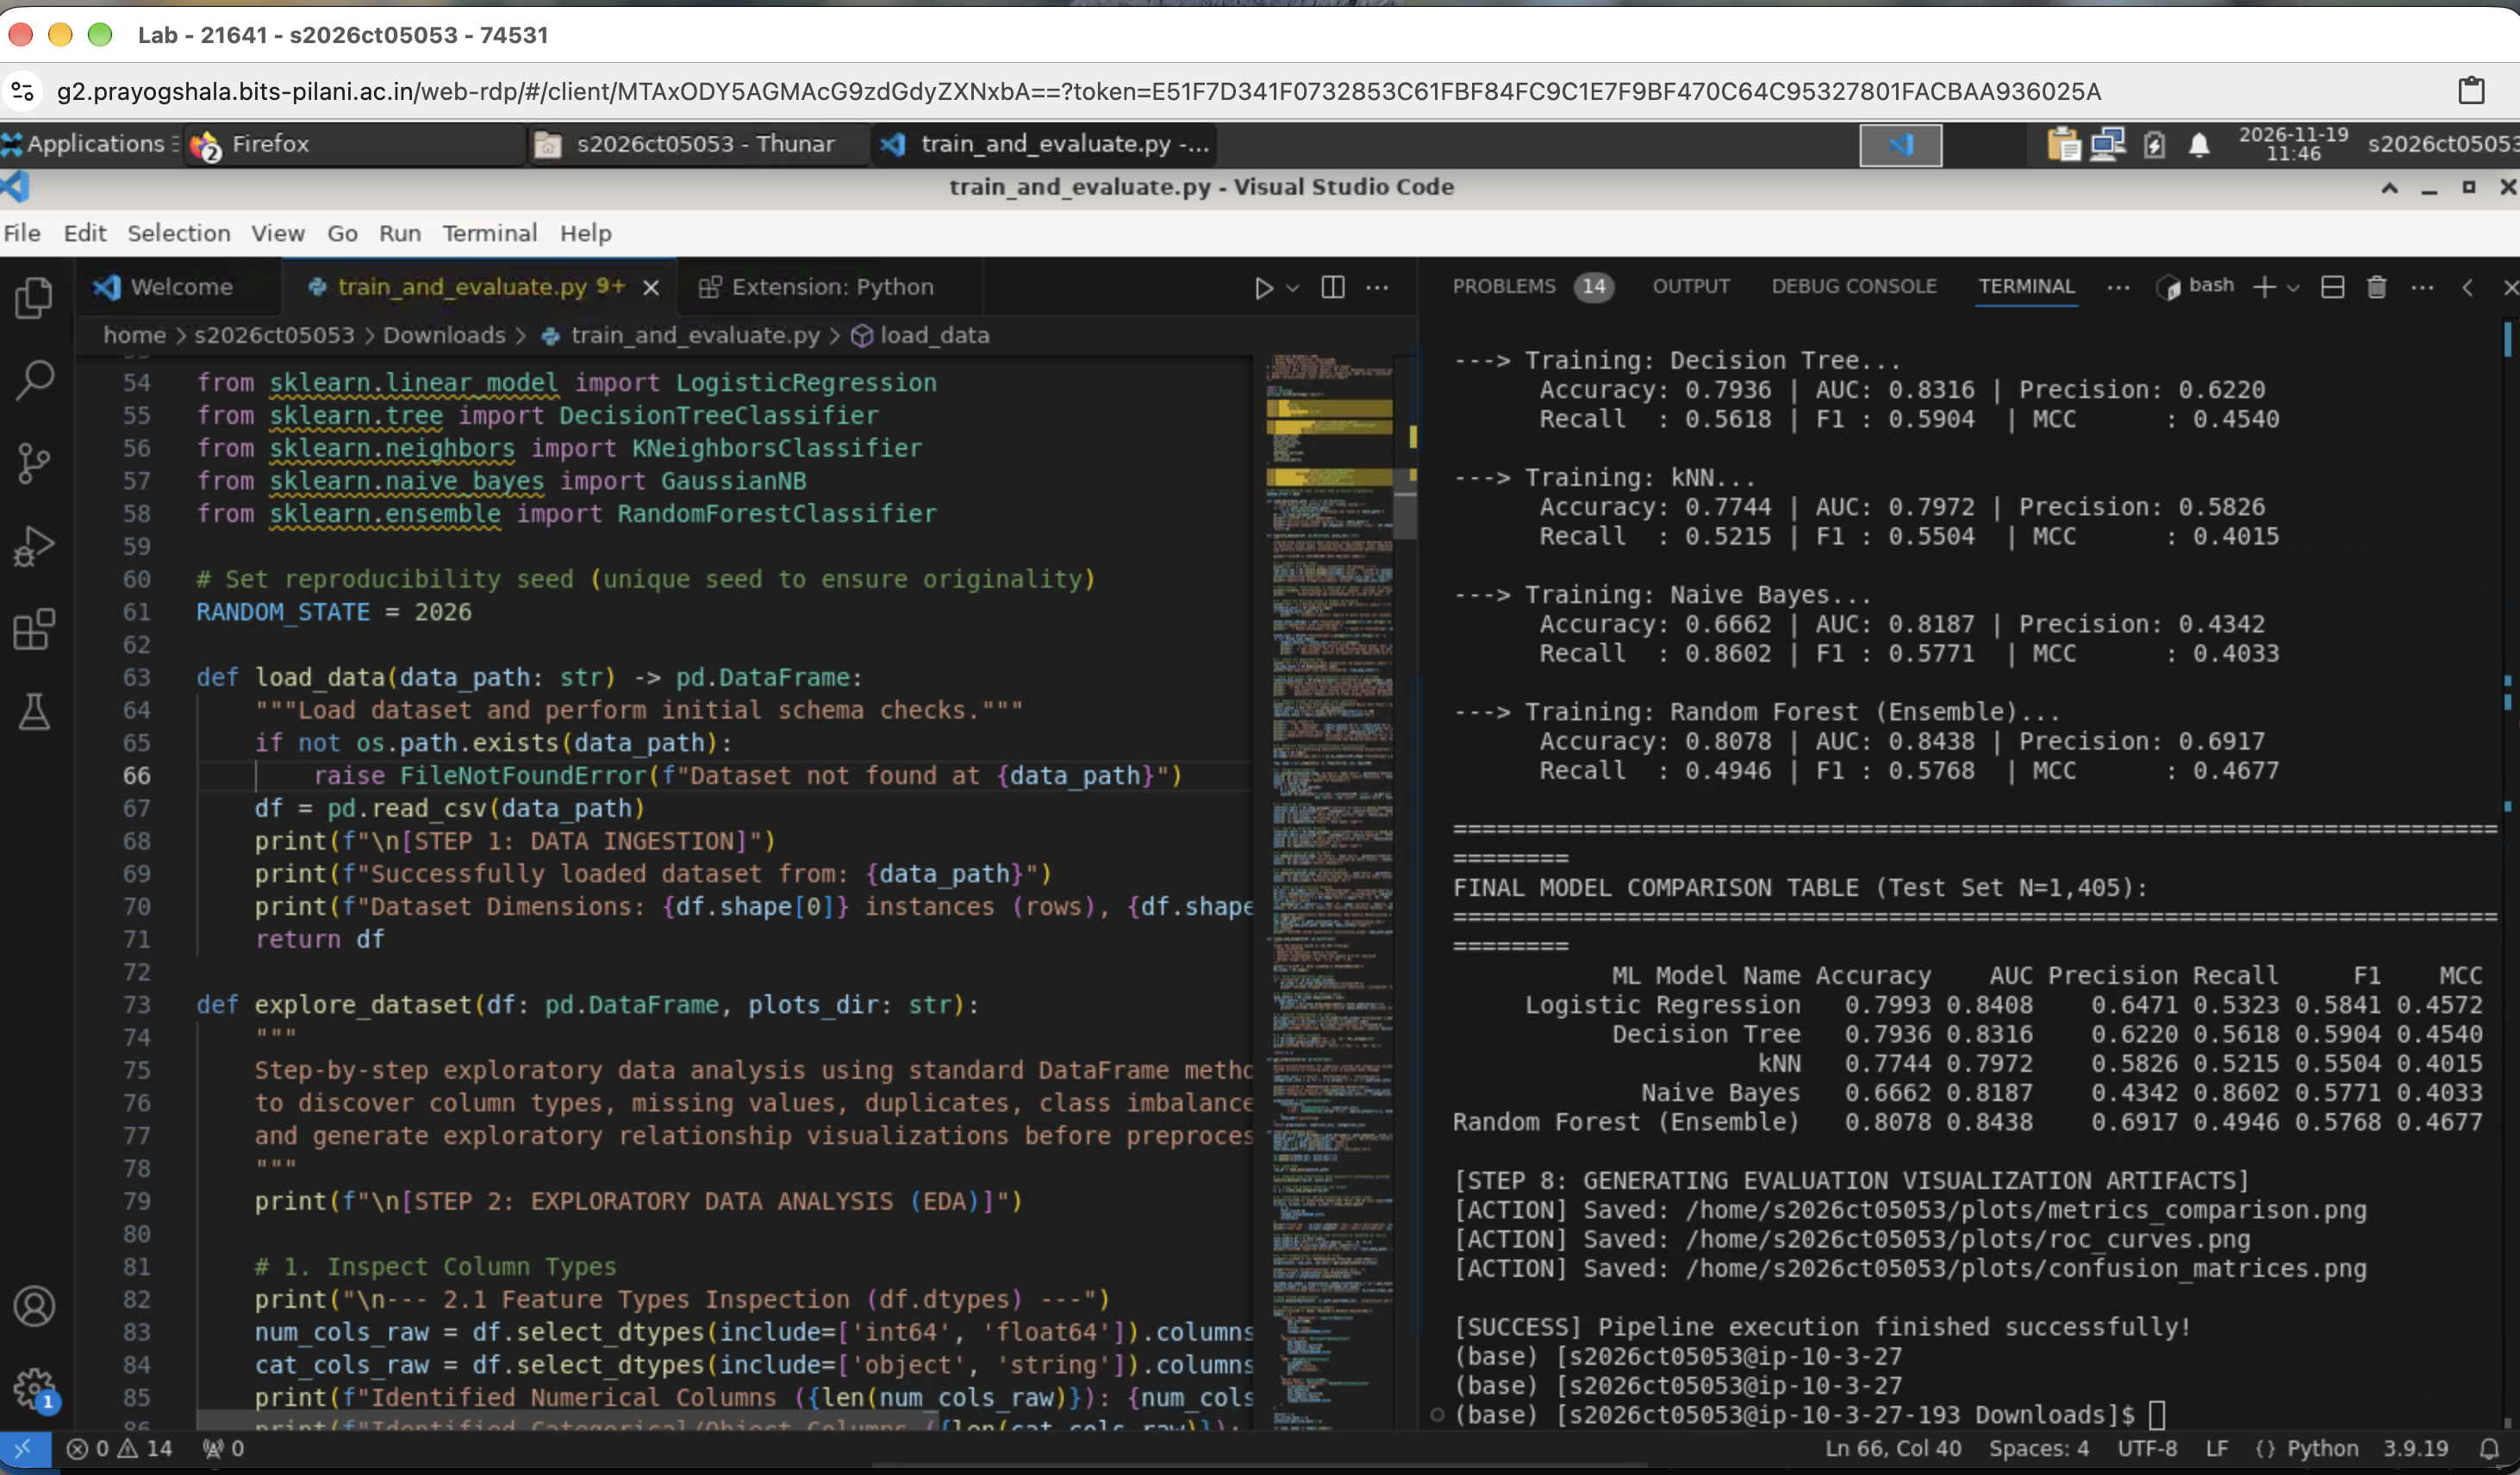 Lab - 21641 - s2026ct05053 - 74531
g2.prayogshala.bits-pilani.ac.in/web-rdp/#/client/MTAxODY5AGMAcG9zdGdyZXNxbA==?token=E51F7D341F0732853C61FBF84FC9C1E7F9BF470C64C95327801FACBAA936025A
Applications
2 Firefox
s2026ct05053 - Thunar
train_and_evaluate.py -...
2026-11-19
11:46
s2026ct05053
train_and_evaluate.py - Visual Studio Code
File Edit Selection View Go Run Terminal Help
Welcome
train_and_evaluate.py 9+
Extension: Python
home > s2026ct05053 > Downloads > train_and_evaluate.py > load_data
54 from sklearn.linear_model import LogisticRegression
55 from sklearn.tree import DecisionTreeClassifier
56 from sklearn.neighbors import KNeighborsClassifier
57 from sklearn.naive_bayes import GaussianNB
58 from sklearn.ensemble import RandomForestClassifier
59
60 # Set reproducibility seed (unique seed to ensure originality)
61 RANDOM_STATE = 2026
62
63 def load_data(data_path: str) -> pd.DataFrame:
64 """Load dataset and perform initial schema checks."""
65 if not os.path.exists(data_path):
66 raise FileNotFoundError(f"Dataset not found at {data_path}")
67 df = pd.read_csv(data_path)
68 print(f"\n[STEP 1: DATA INGESTION]")
69 print(f"Successfully loaded dataset from: {data_path}")
70 print(f"Dataset Dimensions: {df.shape[0]} instances (rows), {df.shape
71 return df
72
73 def explore_dataset(df: pd.DataFrame, plots_dir: str):
74 """
75 Step-by-step exploratory data analysis using standard DataFrame metho
76 to discover column types, missing values, duplicates, class imbalance
77 and generate exploratory relationship visualizations before preproces
78 """
79 print(f"\n[STEP 2: EXPLORATORY DATA ANALYSIS (EDA)]")
80
81 # 1. Inspect Column Types
82 print("\n--- 2.1 Feature Types Inspection (df.dtypes) ---")
83 num_cols_raw = df.select_dtypes(include=['int64', 'float64']).columns
84 cat_cols_raw = df.select_dtypes(include=['object', 'string']).columns
85 print(f"Identified Numerical Columns ({len(num_cols_raw)}): {num_cols
86 print(f"Identified Categorical/Object Columns ({len(cat_cols_raw)}):
PROBLEMS 14 OUTPUT DEBUG CONSOLE TERMINAL ... bash
---> Training: Decision Tree...
Accuracy: 0.7936 | AUC: 0.8316 | Precision: 0.6220
Recall : 0.5618 | F1 : 0.5904 | MCC : 0.4540
---> Training: kNN...
Accuracy: 0.7744 | AUC: 0.7972 | Precision: 0.5826
Recall : 0.5215 | F1 : 0.5504 | MCC : 0.4015
---> Training: Naive Bayes...
Accuracy: 0.6662 | AUC: 0.8187 | Precision: 0.4342
Recall : 0.8602 | F1 : 0.5771 | MCC : 0.4033
---> Training: Random Forest (Ensemble)...
Accuracy: 0.8078 | AUC: 0.8438 | Precision: 0.6917
Recall : 0.4946 | F1 : 0.5768 | MCC : 0.4677
========================================================================
========
FINAL MODEL COMPARISON TABLE (Test Set N=1,405):
========================================================================
========
ML Model Name Accuracy AUC Precision Recall F1 MCC
Logistic Regression 0.7993 0.8408 0.6471 0.5323 0.5841 0.4572
Decision Tree 0.7936 0.8316 0.6220 0.5618 0.5904 0.4540
kNN 0.7744 0.7972 0.5826 0.5215 0.5504 0.4015
Naive Bayes 0.6662 0.8187 0.4342 0.8602 0.5771 0.4033
Random Forest (Ensemble) 0.8078 0.8438 0.6917 0.4946 0.5768 0.4677
[STEP 8: GENERATING EVALUATION VISUALIZATION ARTIFACTS]
[ACTION] Saved: /home/s2026ct05053/plots/metrics_comparison.png
[ACTION] Saved: /home/s2026ct05053/plots/roc_curves.png
[ACTION] Saved: /home/s2026ct05053/plots/confusion_matrices.png
[SUCCESS] Pipeline execution finished successfully!
(base) [s2026ct05053@ip-10-3-27
(base) [s2026ct05053@ip-10-3-27
(base) [s2026ct05053@ip-10-3-27-193 Downloads]$
1
0 14 0
Ln 66, Col 40 Spaces: 4 UTF-8 LF {} Python 3.9.19